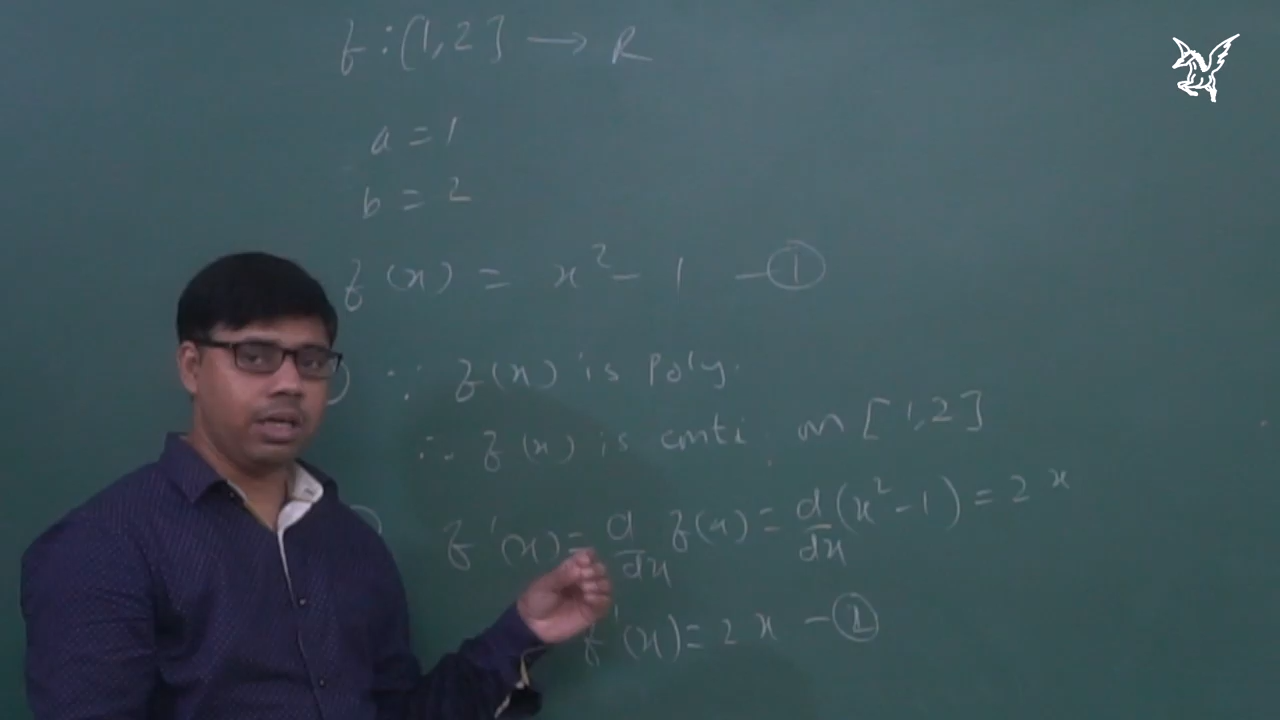 f : [1, 2] → R
a = 1
b = 2
f(x) = x² - 1 - ①
) ∵ f(x) is poly.
∴ f(x) is conti. on [1, 2]
) f'(x) = d/dx f(x) = d/dx (x² - 1) = 2x
f'(x) = 2x - ②